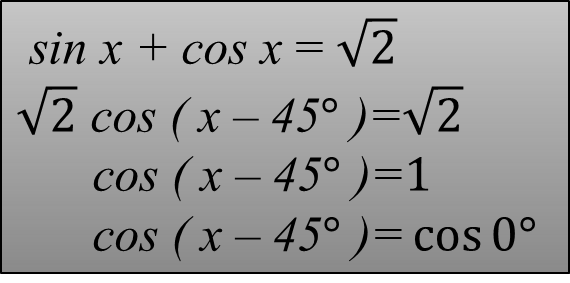 sin x + cos x = √2
√2 cos ( x – 45° )=√2
cos ( x – 45° )=1
cos ( x – 45° )= cos 0°